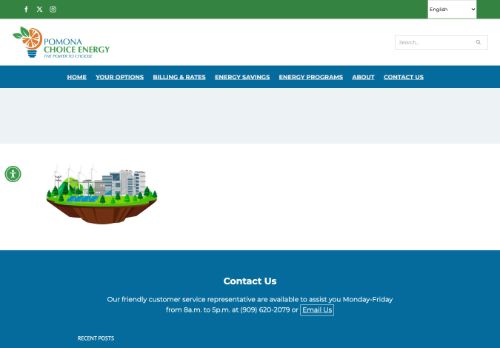 English
POMONA
CHOICE ENERGY
THE POWER TO CHOOSE
Search...
HOME YOUR OPTIONS BILLING & RATES ENERGY SAVINGS ENERGY PROGRAMS ABOUT CONTACT US
Contact Us
Our friendly customer service representative are available to assist you Monday-Friday
from 8a.m. to 5p.m. at (909) 620-2079 or Email Us
RECENT POSTS